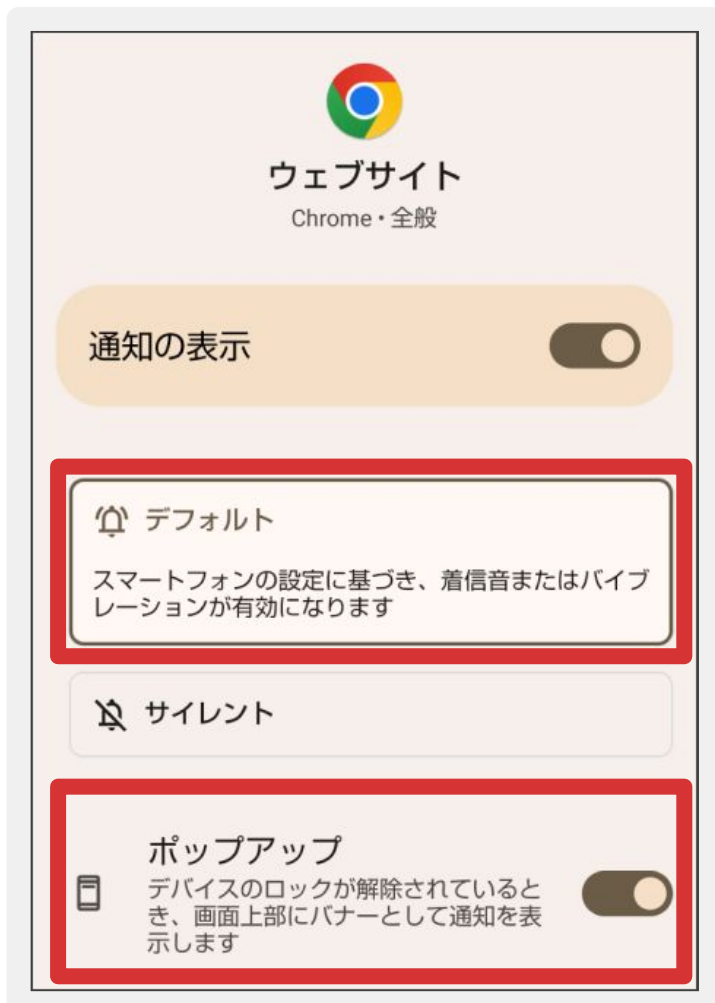 ウェブサイト
Chrome・全般
通知の表示
デフォルト
スマートフォンの設定に基づき、着信音またはバイブ
レーションが有効になります
サイレント
ポップアップ
デバイスのロックが解除されていると
き、画面上部にバナーとして通知を表
示します